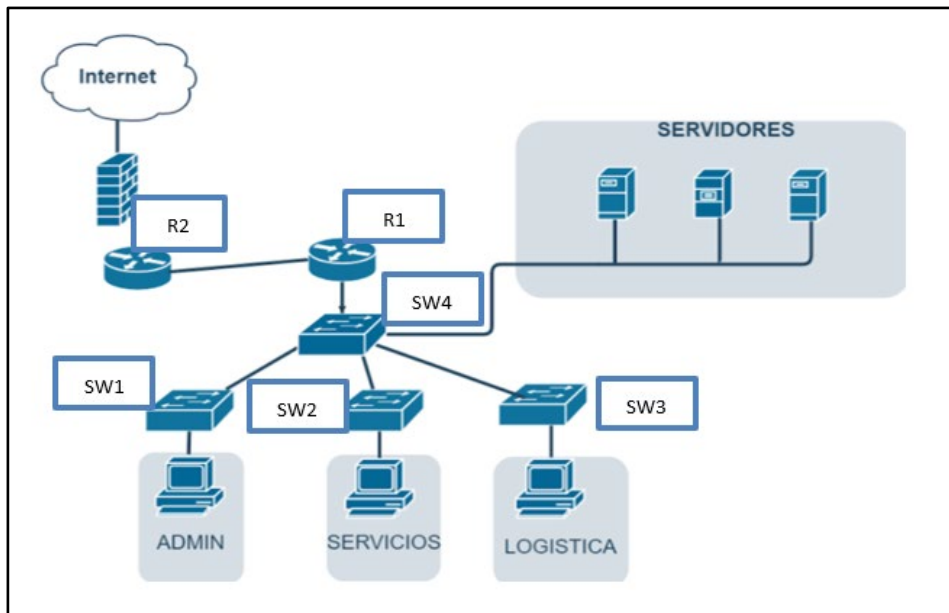 Internet
SERVIDORES
R2
R1
SW4
SW1
SW2
SW3
ADMIN
SERVICIOS
LOGISTICA